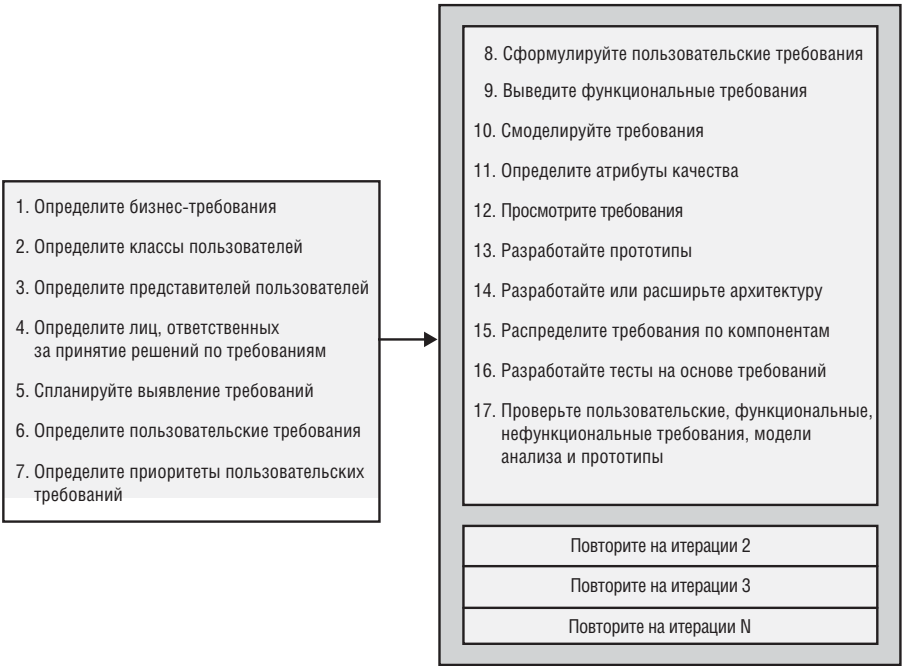 1. Определите бизнес-требования
2. Определите классы пользователей
3. Определите представителей пользователей
4. Определите лиц, ответственных
за принятие решений по требованиям
5. Спланируйте выявление требований
6. Определите пользовательские требования
7. Определите приоритеты пользовательских
требований
8. Сформулируйте пользовательские требования
9. Выведите функциональные требования
10. Смоделируйте требования
11. Определите атрибуты качества
12. Просмотрите требования
13. Разработайте прототипы
14. Разработайте или расширьте архитектуру
15. Распределите требования по компонентам
16. Разработайте тесты на основе требований
17. Проверьте пользовательские, функциональные,
нефункциональные требования, модели
анализа и прототипы
Повторите на итерации 2
Повторите на итерации 3
Повторите на итерации N